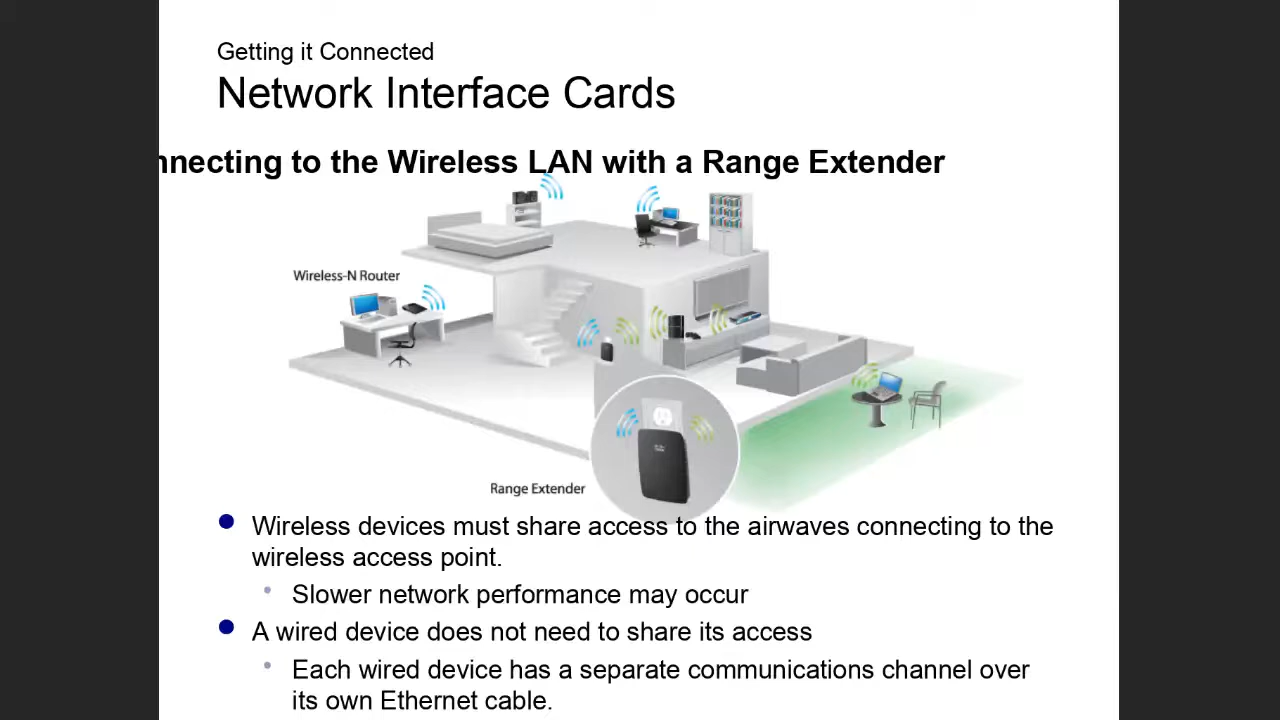 Getting it Connected
Network Interface Cards
nnecting to the Wireless LAN with a Range Extender
Wireless-N Router
Range Extender
Wireless devices must share access to the airwaves connecting to the
wireless access point.
Slower network performance may occur
A wired device does not need to share its access
Each wired device has a separate communications channel over
its own Ethernet cable.